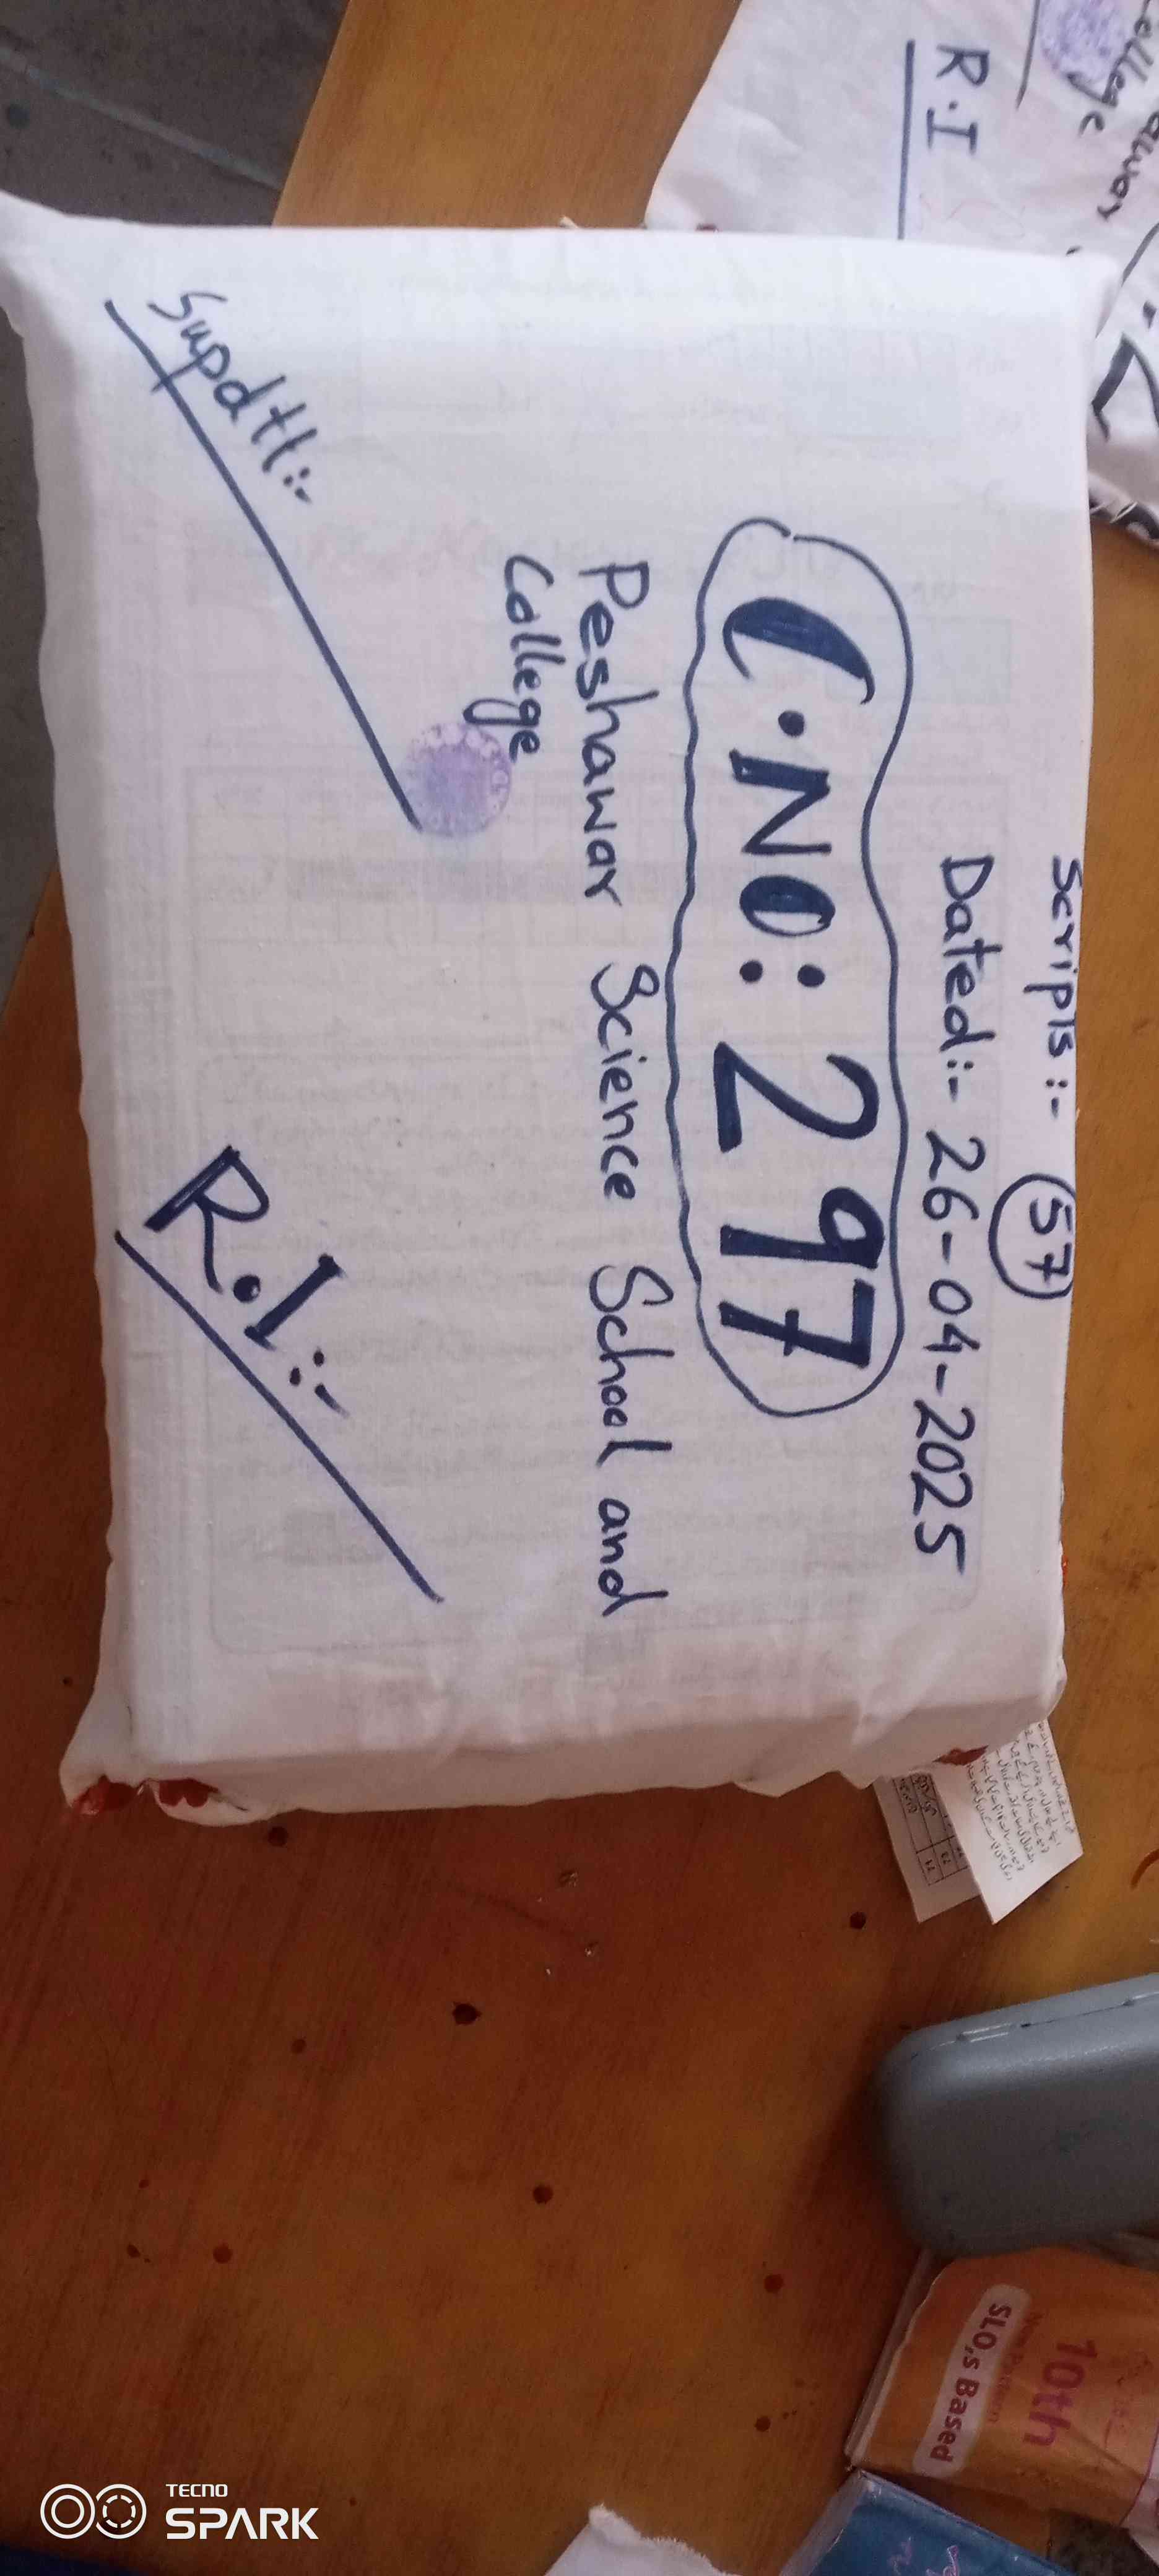 Scripts :- 57
Dated:- 26-04-2025
C.NO: 297
Peshawar Science School and
College
Supdtt:-
R.I:-
College
R.I
10th
SLO,s Based
TECNO
SPARK